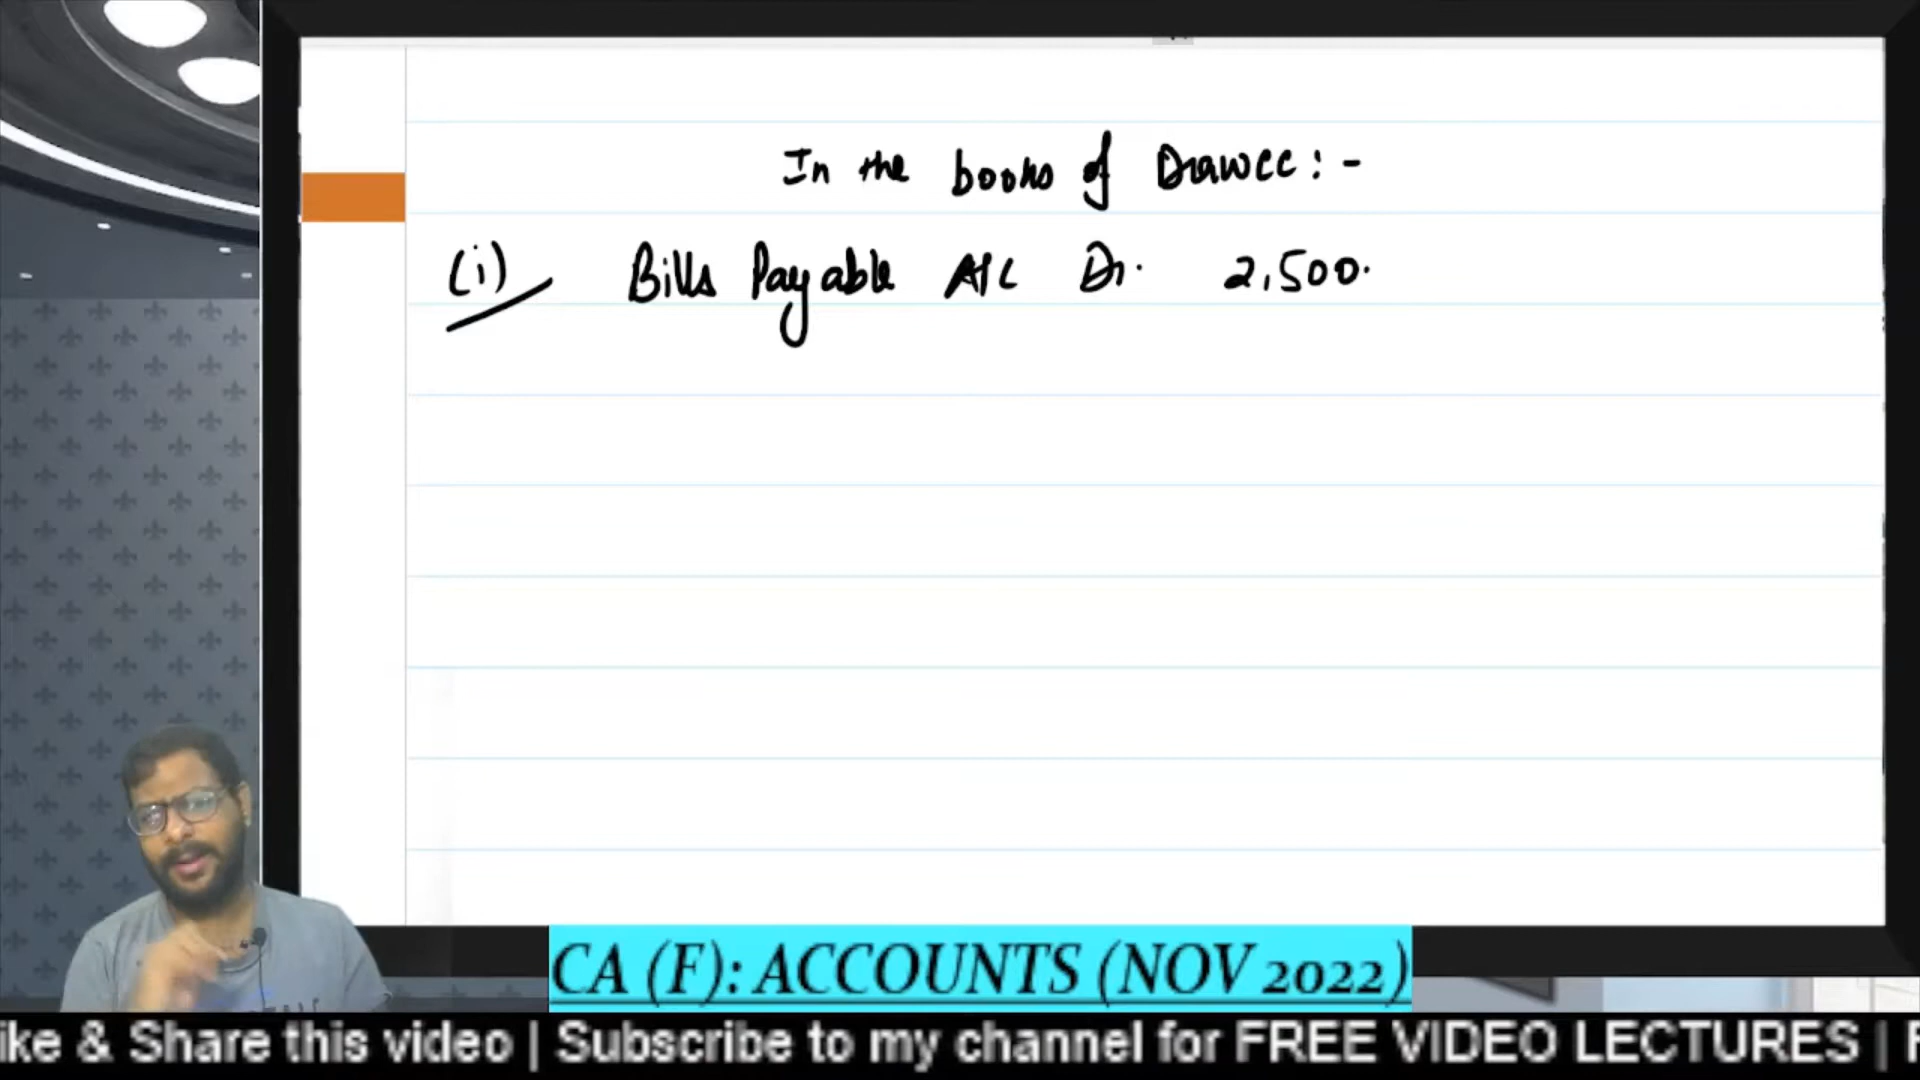 In the books of Drawee:-
(i) Bills Payable A/c Dr. 2,500.
CA (F): ACCOUNTS (NOV 2022)
ike & Share this video | Subscribe to my channel for FREE VIDEO LECTURES | F